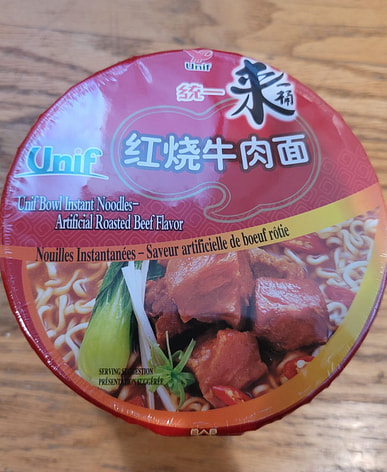 Unif
统一 来一桶
Unif 红烧牛肉面
Unif Bowl Instant Noodles-
Artificial Roasted Beef Flavor
Nouilles Instantanées - Saveur artificielle de boeuf rôtie
SERVING SUGGESTION
PRÉSENTATION SUGGÉRÉE